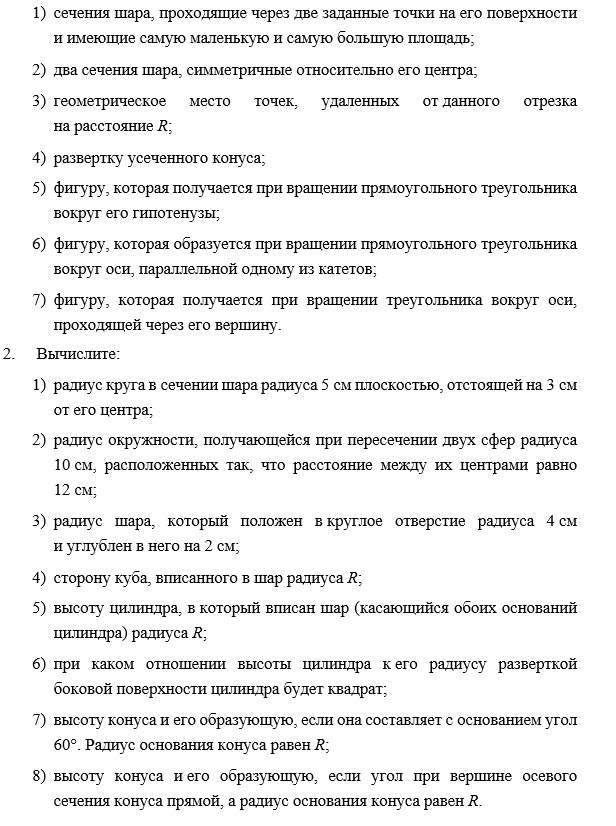 1) сечения шара, проходящие через две заданные точки на его поверхности
и имеющие самую маленькую и самую большую площадь;
2) два сечения шара, симметричные относительно его центра;
3) геометрическое место точек, удаленных от данного отрезка
на расстояние R;
4) развертку усеченного конуса;
5) фигуру, которая получается при вращении прямоугольного треугольника
вокруг его гипотенузы;
6) фигуру, которая образуется при вращении прямоугольного треугольника
вокруг оси, параллельной одному из катетов;
7) фигуру, которая получается при вращении треугольника вокруг оси,
проходящей через его вершину.
2. Вычислите:
1) радиус круга в сечении шара радиуса 5 см плоскостью, отстоящей на 3 см
от его центра;
2) радиус окружности, получающейся при пересечении двух сфер радиуса
10 см, расположенных так, что расстояние между их центрами равно
12 см;
3) радиус шара, который положен в круглое отверстие радиуса 4 см
и углублен в него на 2 см;
4) сторону куба, вписанного в шар радиуса R;
5) высоту цилиндра, в который вписан шар (касающийся обоих оснований
цилиндра) радиуса R;
6) при каком отношении высоты цилиндра к его радиусу разверткой
боковой поверхности цилиндра будет квадрат;
7) высоту конуса и его образующую, если она составляет с основанием угол
60°. Радиус основания конуса равен R;
8) высоту конуса и его образующую, если угол при вершине осевого
сечения конуса прямой, а радиус основания конуса равен R.